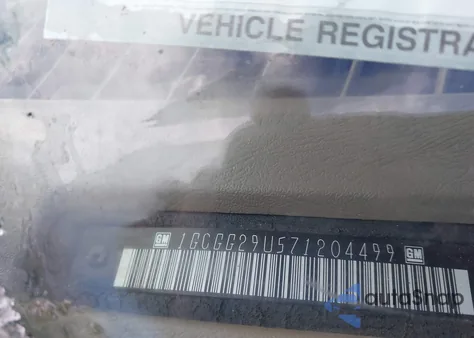 VEHICLE REGISTRA
GM 1GCGG29U571204499 GM
autoSnap